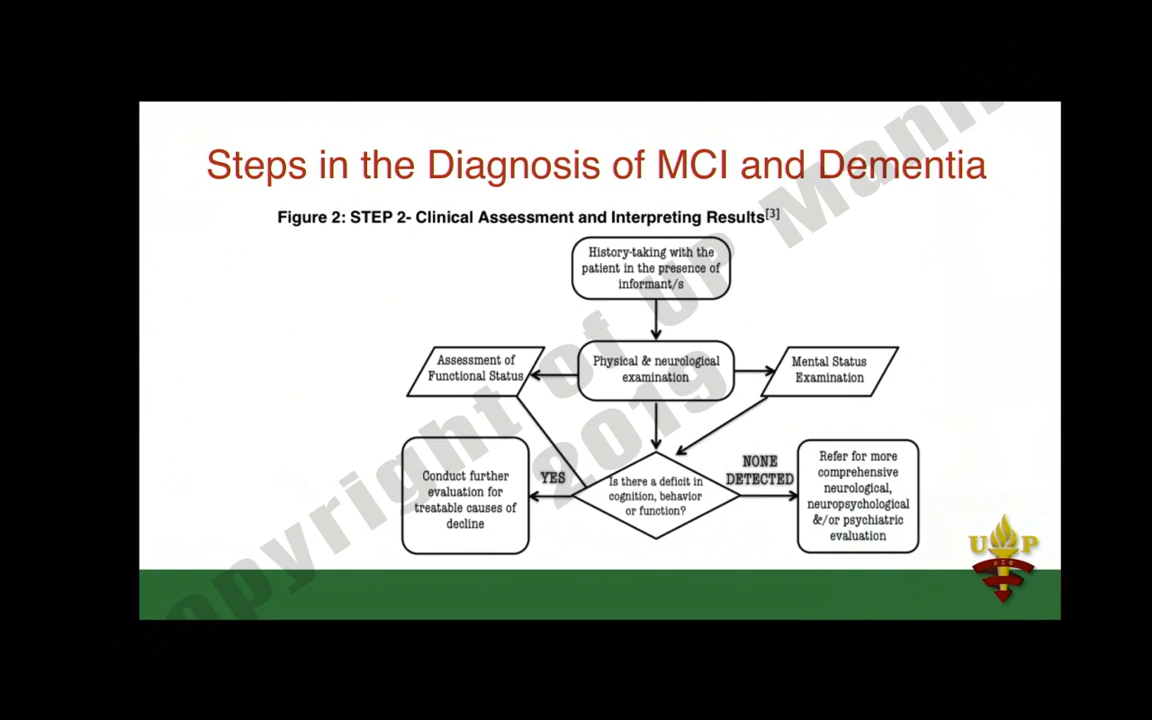 Steps in the Diagnosis of MCI and Dementia
Figure 2: STEP 2- Clinical Assessment and Interpreting Results[3]
History-taking with the
patient in the presence of
informant/s
Assessment of
Functional Status
Physical & neurological
examination
Mental Status
Examination
Conduct further
evaluation for
treatable causes of
decline
YES
Is there a deficit in
cognition, behavior
or function?
NONE
DETECTED
Refer for more
comprehensive
neurological,
neuropsychological
&/or psychiatric
evaluation
UP
Copyright of UP Manila
2019